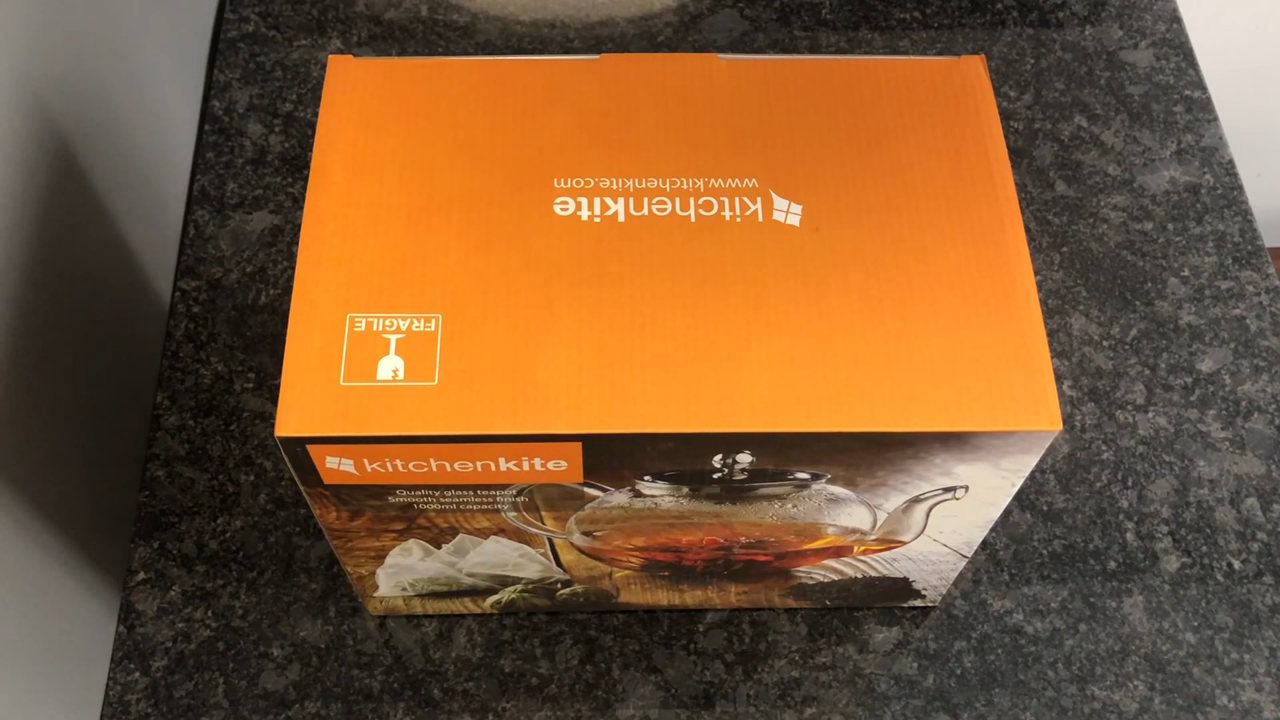 kitchenkite
www.kitchenkite.com
FRAGILE
kitchenkite
Quality glass teapot
Smooth seamless finish
1000ml capacity